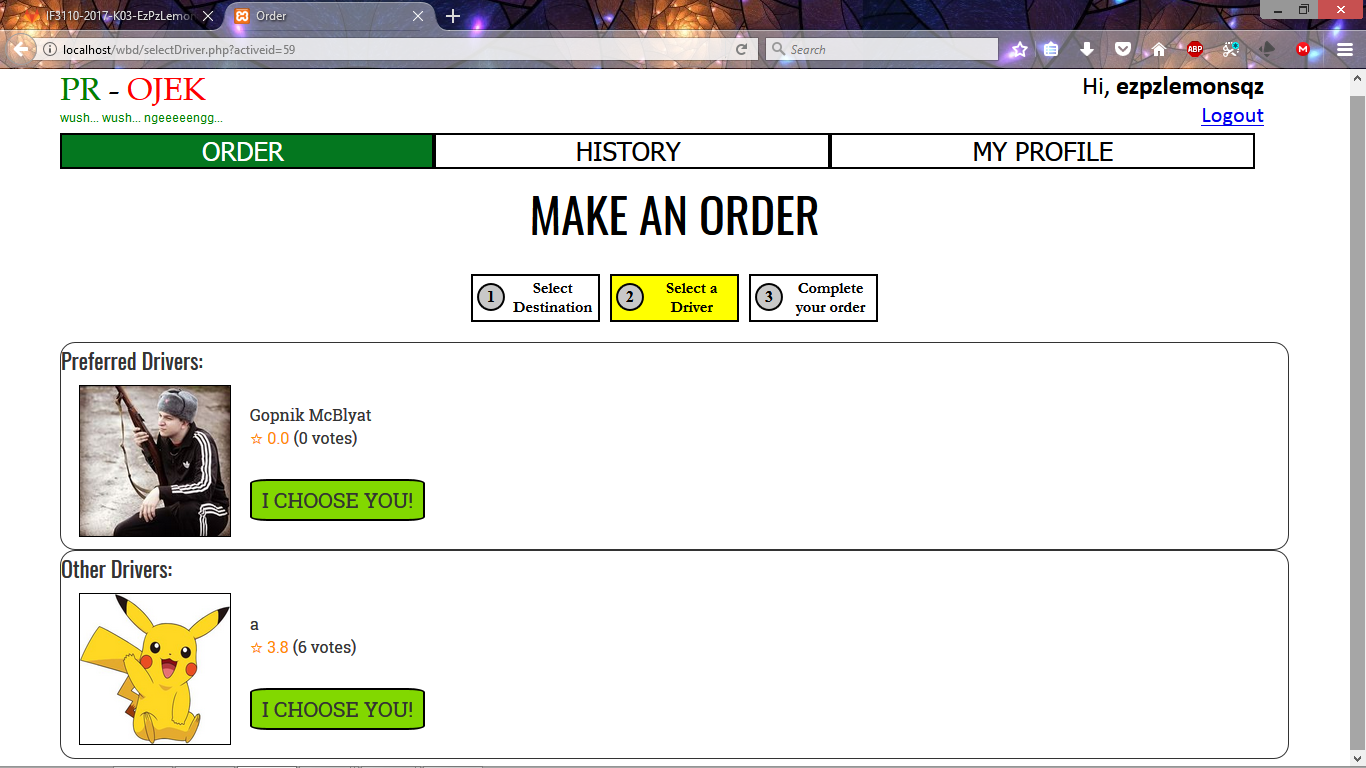 IF3110-2017-K03-EzPzLemon
Order
localhost/wbd/selectDriver.php?activeid=59
Search
ABP
M
PR - OJEK
Hi, ezpzlemonsqz
wush... wush... ngeeeeengg...
Logout
ORDER
HISTORY
MY PROFILE
MAKE AN ORDER
1
Select
Destination
2
Select a
Driver
3
Complete
your order
Preferred Drivers:
Gopnik McBlyat
☆ 0.0 (0 votes)
I CHOOSE YOU!
Other Drivers:
a
☆ 3.8 (6 votes)
I CHOOSE YOU!